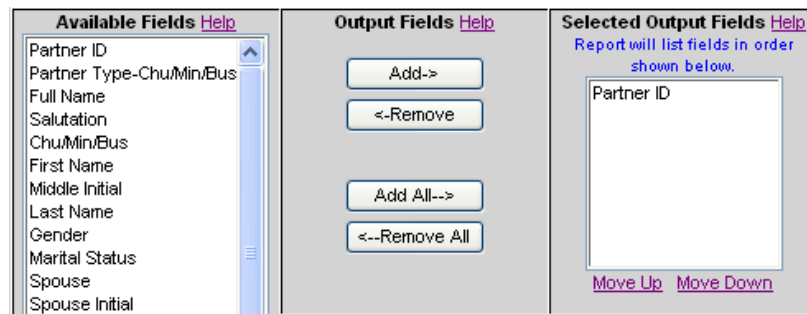 Available Fields Help
Partner ID
Partner Type-Chu/Min/Bus
Full Name
Salutation
Chu/Min/Bus
First Name
Middle Initial
Last Name
Gender
Marital Status
Spouse
Spouse Initial
Output Fields Help
Add->
<-Remove
Add All-->
<--Remove All
Selected Output Fields Help
Report will list fields in order
shown below.
Partner ID
Move Up Move Down